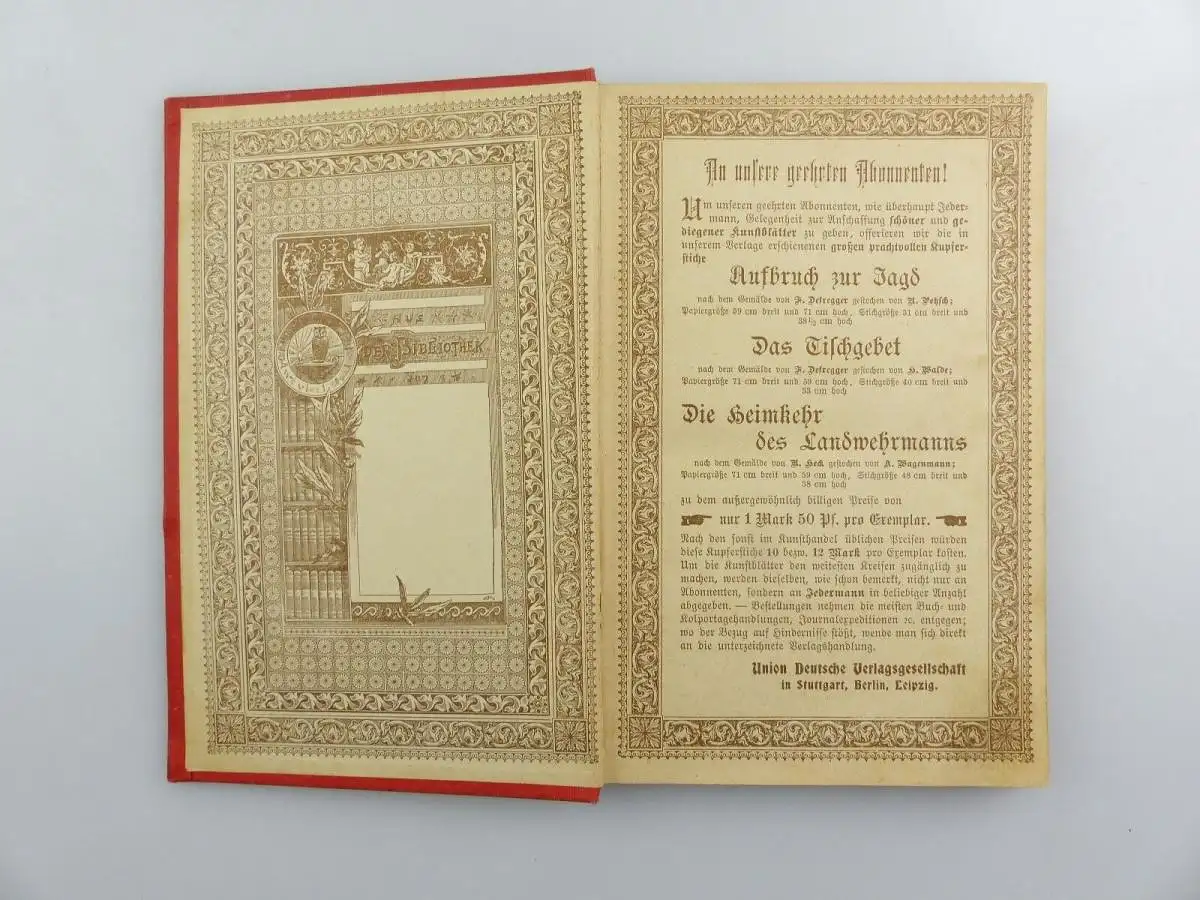 AUS
DER BIBLIOTHEK
An unsere geehrten Abonnenten!
Um unseren geehrten Abonnenten, wie überhaupt Jeder-
mann, Gelegenheit zur Anschaffung schöner und ge-
diegener Kunstblätter zu geben, offerieren wir die in
unserem Verlage erschienenen großen prachtvollen Kupfer-
stiche
Aufbruch zur Jagd
nach dem Gemälde von F. Defregger gestochen von
Papiergröße 59 cm breit und 71 cm hoch, Stichgröße 31 cm breit und
38½ cm hoch
Das Tischgebet
nach dem Gemälde von F. Defregger gestochen von H. Walde;
Papiergröße 71 cm breit und 59 cm hoch, Stichgröße 40 cm breit und
33 cm hoch
Die Heimkehr
des Landwehrmanns
nach dem Gemälde von R. Heck gestochen von A. Wagenmann;
Papiergröße 71 cm breit und 59 cm hoch, Stichgröße 48 cm breit und
38 cm hoch
zu dem außergewöhnlich billigen Preise von
nur 1 Mark 50 Pf. pro Exemplar.
Nach den sonst im Kunsthandel üblichen Preisen würden
diese Kupferstiche 10 bezw. 12 Mark pro Exemplar kosten.
Um die Kunstblätter den weitesten Kreisen zugänglich zu
machen, werden dieselben, wie schon bemerkt, nicht nur an
Abonnenten, sondern an Jedermann in beliebiger Anzahl
abgegeben. — Bestellungen nehmen die meisten Buch- und
Kolportagehandlungen, Journalexpeditionen ꝛc. entgegen;
wo der Bezug auf Hindernisse stößt, wende man sich direkt
an die unterzeichnete Verlagshandlung.
Union Deutsche Verlagsgesellschaft
in Stuttgart, Berlin, Leipzig.